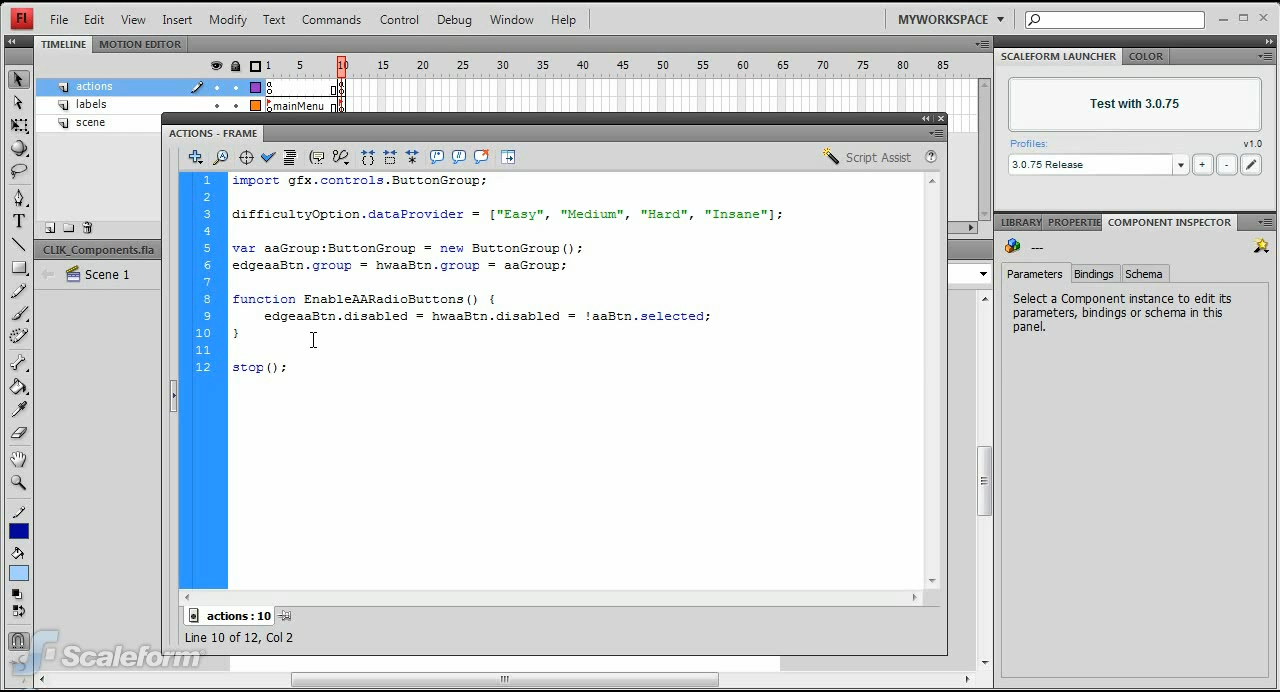 Fl File Edit View Insert Modify Text Commands Control Debug Window Help MYWORKSPACE
TIMELINE MOTION EDITOR
1 5 10 15 20 25 30 35 40 45 50 55 60 65 70 75 80 85
actions
labels mainMenu
scene
CLIK_Components.fla
Scene 1
ACTIONS - FRAME
Script Assist
1 import gfx.controls.ButtonGroup;
2
3 difficultyOption.dataProvider = ["Easy", "Medium", "Hard", "Insane"];
4
5 var aaGroup:ButtonGroup = new ButtonGroup();
6 edgeaaBtn.group = hwaaBtn.group = aaGroup;
7
8 function EnableAARadioButtons() {
9 edgeaaBtn.disabled = hwaaBtn.disabled = !aaBtn.selected;
10 }
11
12 stop();
actions : 10
Line 10 of 12, Col 2
SCALEFORM LAUNCHER COLOR
Test with 3.0.75
Profiles: v1.0
3.0.75 Release + -
LIBRARY PROPERTIE COMPONENT INSPECTOR
---
Parameters Bindings Schema
Select a Component instance to edit its
parameters, bindings or schema in this
panel.
Scaleform